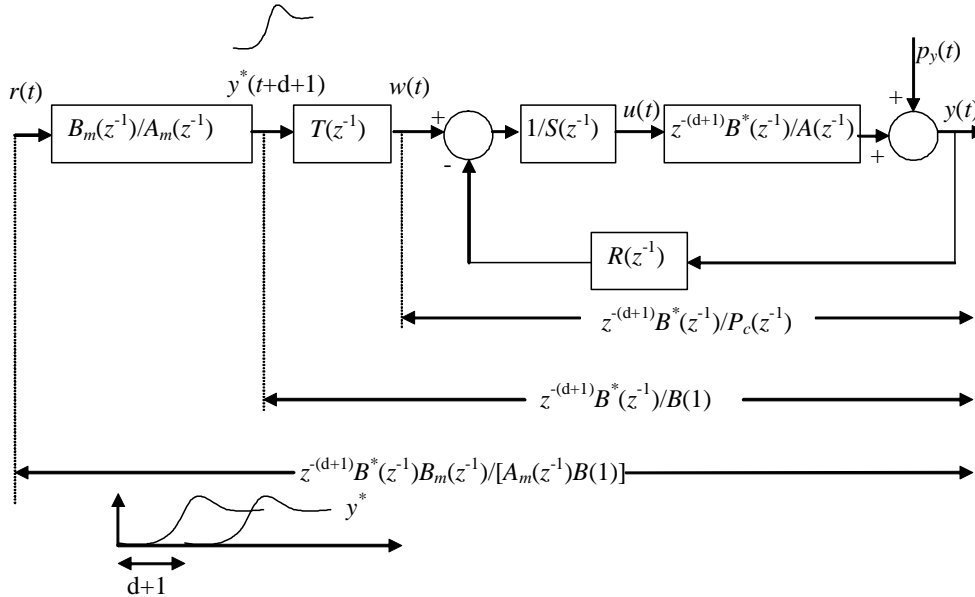 p_y(t)
r(t)
y^*(t+d+1)
w(t)
+
+
u(t)
y(t)
B_m(z^{-1})/A_m(z^{-1})
T(z^{-1})
1/S(z^{-1})
z^{-(d+1)}B^*(z^{-1})/A(z^{-1})
-
+
R(z^{-1})
z^{-(d+1)}B^*(z^{-1})/P_c(z^{-1})
z^{-(d+1)}B^*(z^{-1})/B(1)
z^{-(d+1)}B^*(z^{-1})B_m(z^{-1})/[A_m(z^{-1})B(1)]
y^*
d+1